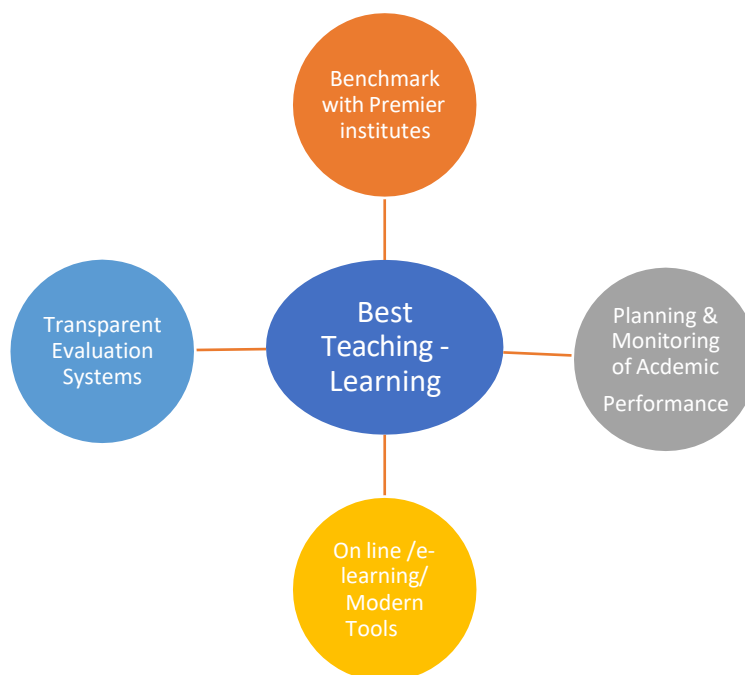 Benchmark
with Premier
institutes
Transparent
Evaluation
Systems
Best
Teaching -
Learning
Planning &
Monitoring
of Acdemic
Performance
On line /e-
learning/
Modern
Tools